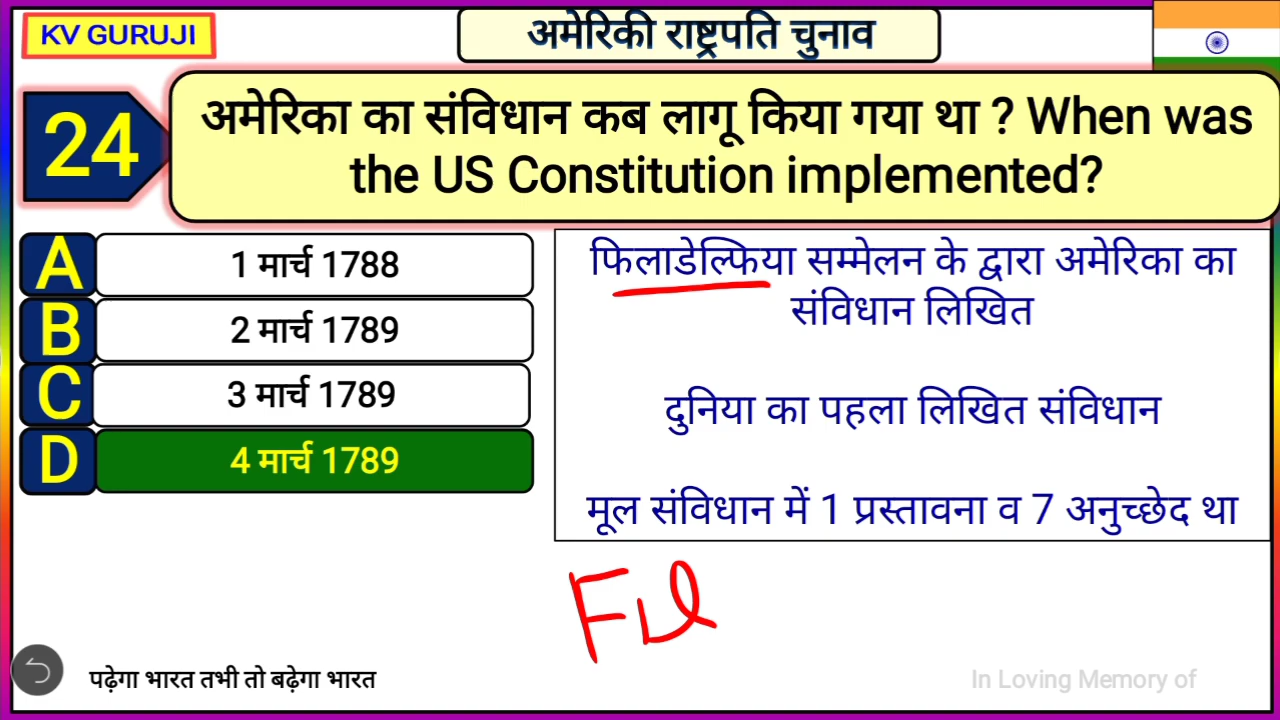 KV GURUJI
अमेरिकी राष्ट्रपति चुनाव
24
अमेरिका का संविधान कब लागू किया गया था ? When was
the US Constitution implemented?
A 1 मार्च 1788
B 2 मार्च 1789
C 3 मार्च 1789
D 4 मार्च 1789
फिलाडेल्फिया सम्मेलन के द्वारा अमेरिका का
संविधान लिखित
दुनिया का पहला लिखित संविधान
मूल संविधान में 1 प्रस्तावना व 7 अनुच्छेद था
पढ़ेगा भारत तभी तो बढ़ेगा भारत
In Loving Memory of